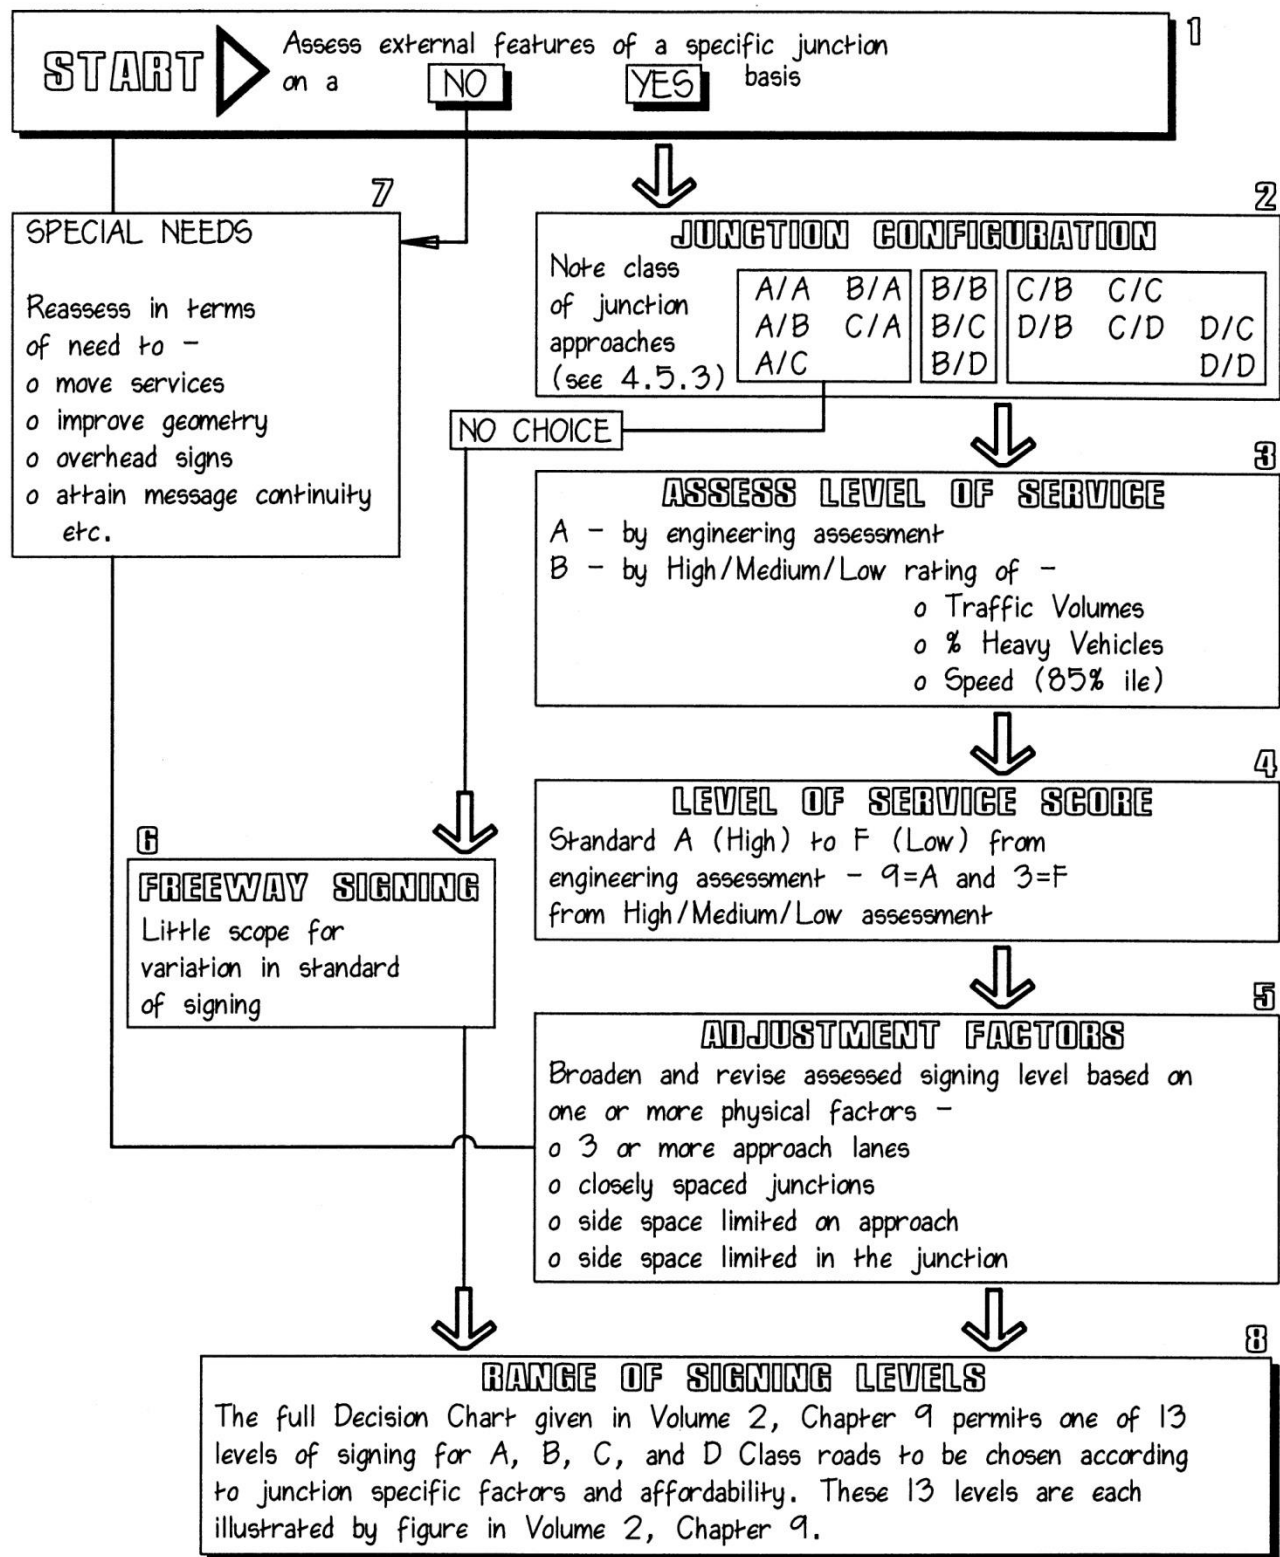 1
START
Assess external features of a specific junction
on a NO YES basis
7
SPECIAL NEEDS
Reassess in terms
of need to -
o move services
o improve geometry
o overhead signs
o attain message continuity
etc.
2
JUNCTION CONFIGURATION
Note class
of junction
approaches
(see 4.5.3)
A/A B/A
A/B C/A
A/C
B/B
B/C
B/D
C/B C/C
D/B C/D D/C
D/D
NO CHOICE
3
ASSESS LEVEL OF SERVICE
A - by engineering assessment
B - by High/Medium/Low rating of -
o Traffic Volumes
o % Heavy Vehicles
o Speed (85% ile)
4
LEVEL OF SERVICE SCORE
Standard A (High) to F (Low) from
engineering assessment - 9=A and 3=F
from High/Medium/Low assessment
6
FREEWAY SIGNING
Little scope for
variation in standard
of signing
5
ADJUSTMENT FACTORS
Broaden and revise assessed signing level based on
one or more physical factors -
o 3 or more approach lanes
o closely spaced junctions
o side space limited on approach
o side space limited in the junction
8
RANGE OF SIGNING LEVELS
The full Decision Chart given in Volume 2, Chapter 9 permits one of 13
levels of signing for A, B, C, and D Class roads to be chosen according
to junction specific factors and affordability. These 13 levels are each
illustrated by figure in Volume 2, Chapter 9.